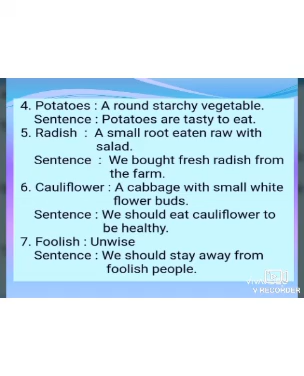 4. Potatoes : A round starchy vegetable.
Sentence : Potatoes are tasty to eat.
5. Radish : A small root eaten raw with
salad.
Sentence : We bought fresh radish from
the farm.
6. Cauliflower : A cabbage with small white
flower buds.
Sentence : We should eat cauliflower to
be healthy.
7. Foolish : Unwise
Sentence : We should stay away from
foolish people.
V RECORDER